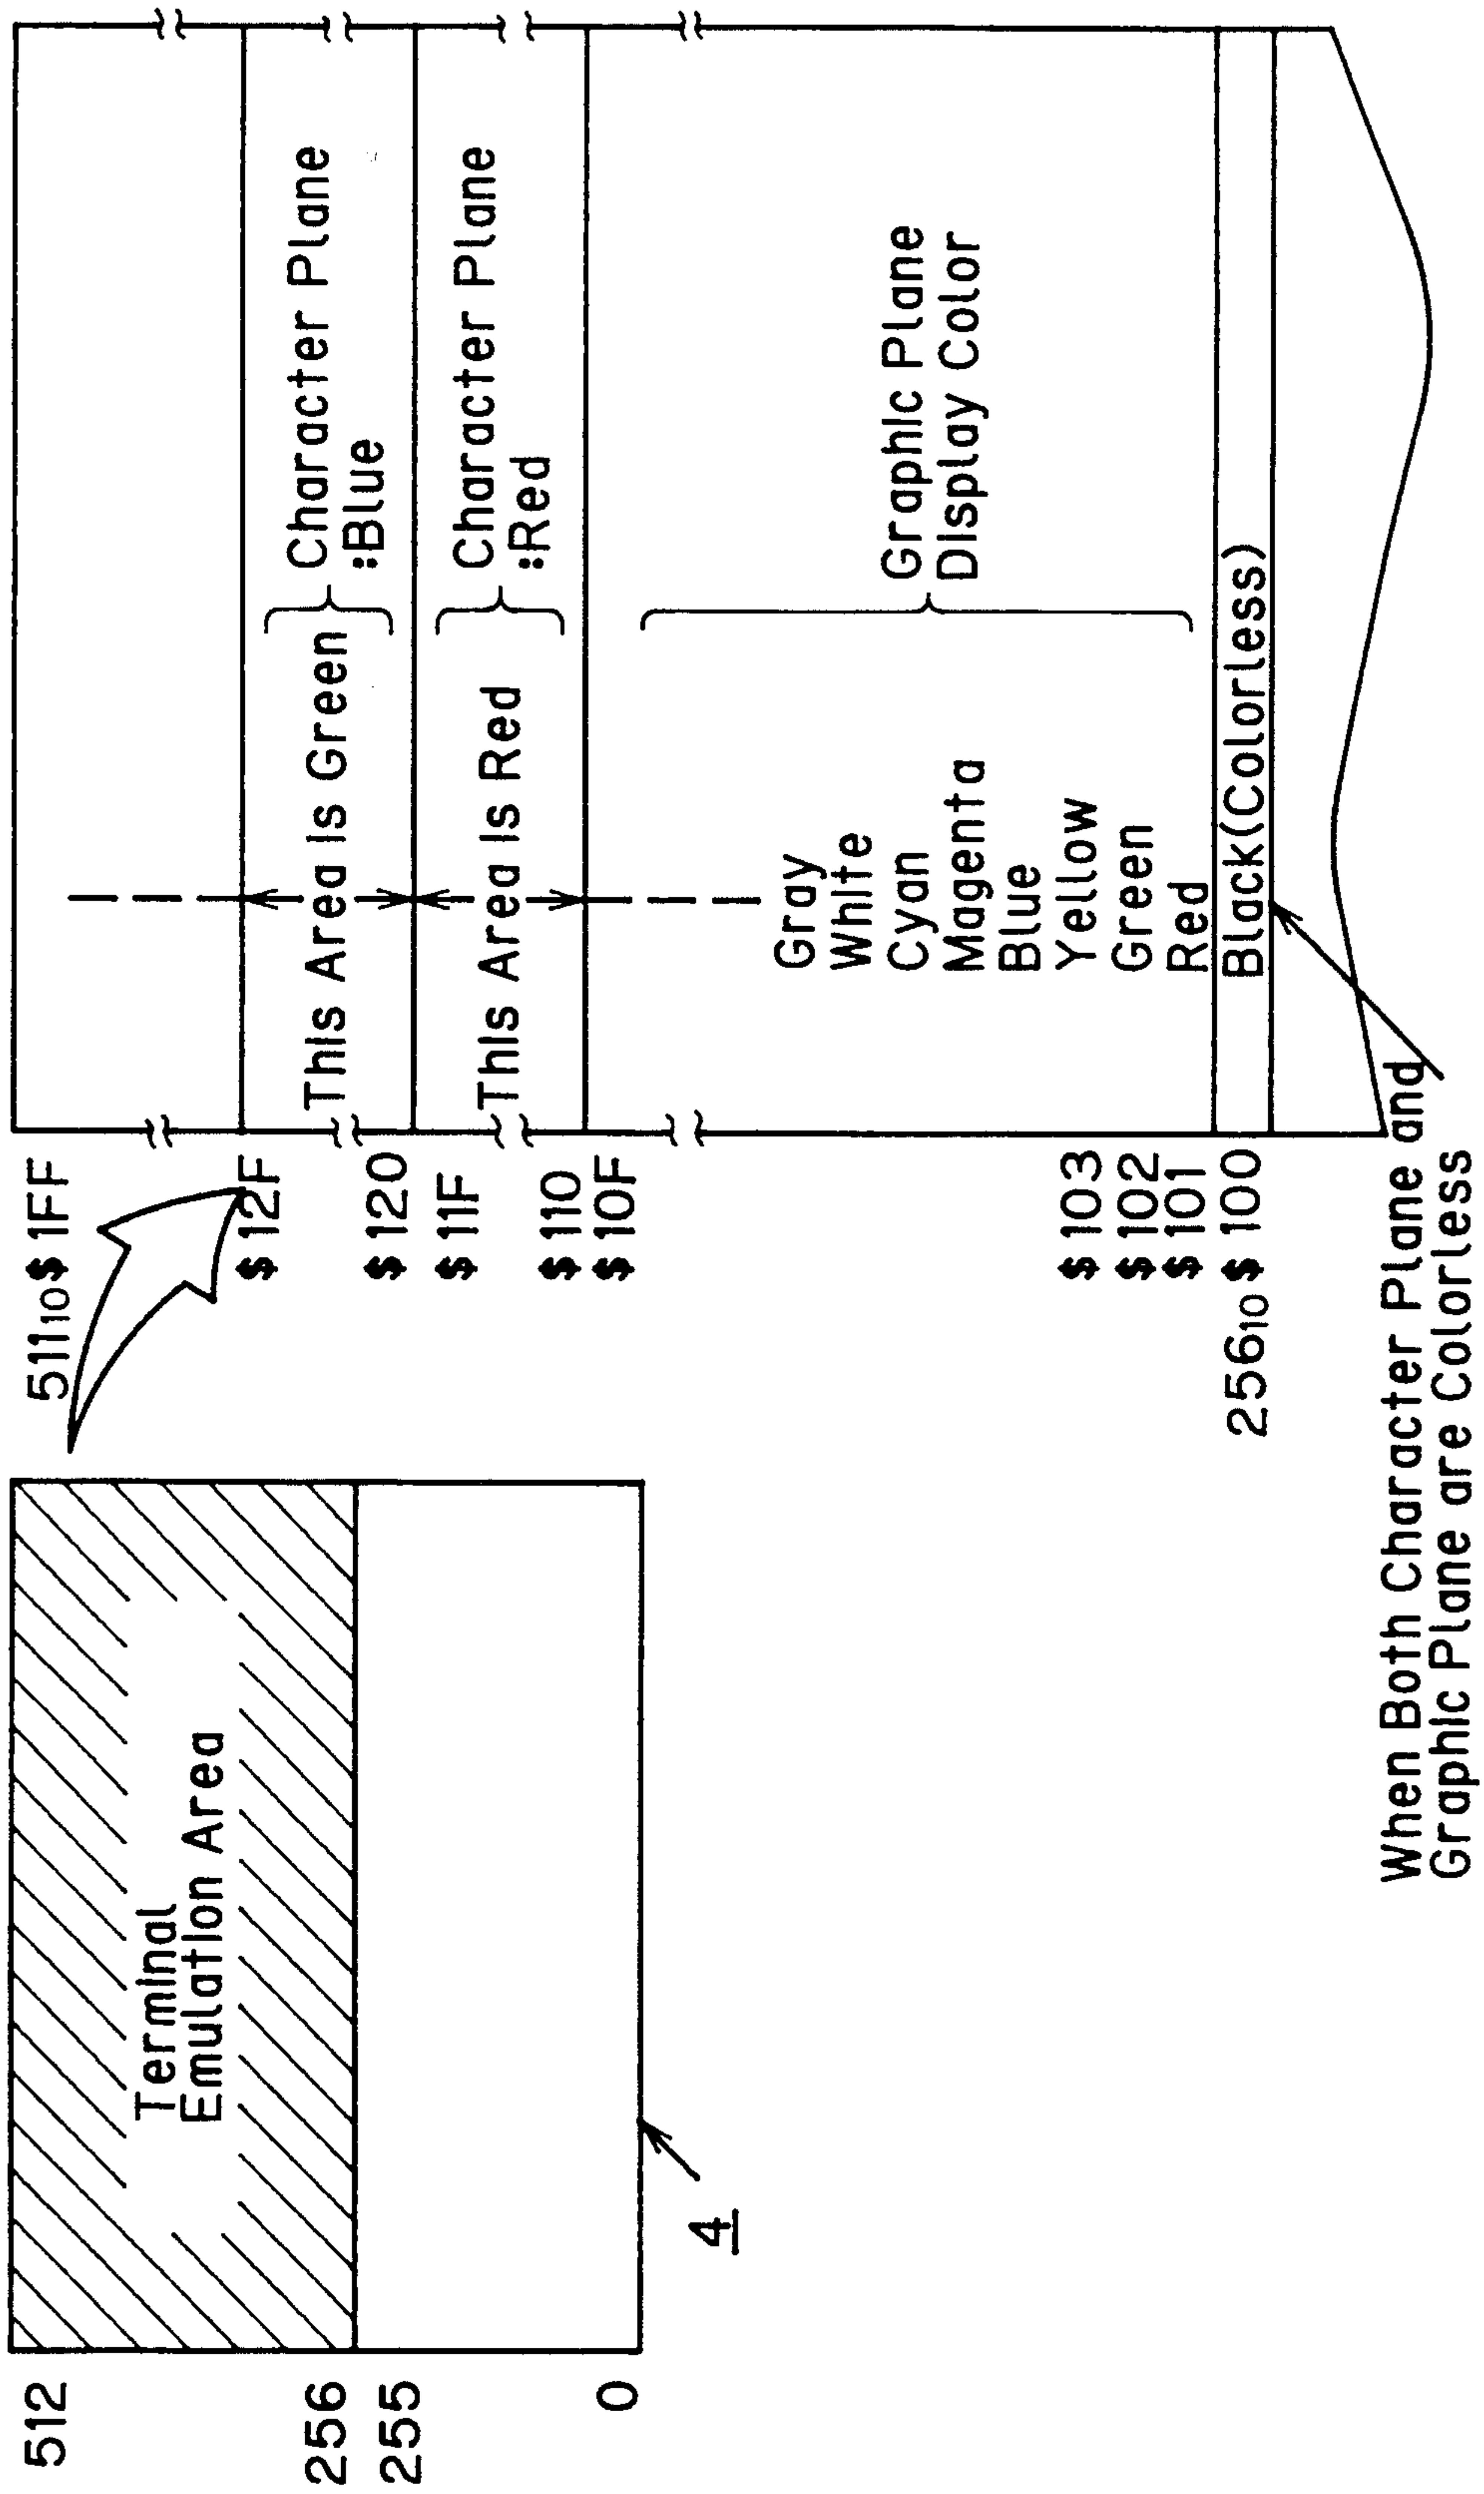 512
256
255
0
Terminal
Emulation Area
4
511₁₀ $ 1FF
$ 12F
$ 120
$ 11F
$ 110
$ 10F
$ 103
$ 102
$ 101
256₁₀ $ 100
This Area is Green
Character Plane
:Blue
This Area is Red
Character Plane
:Red
Gray
White
Cyan
Magenta
Blue
Yellow
Green
Red
Graphic Plane
Display Color
Black(Colorless)
When Both Character Plane and
Graphic Plane are Colorless